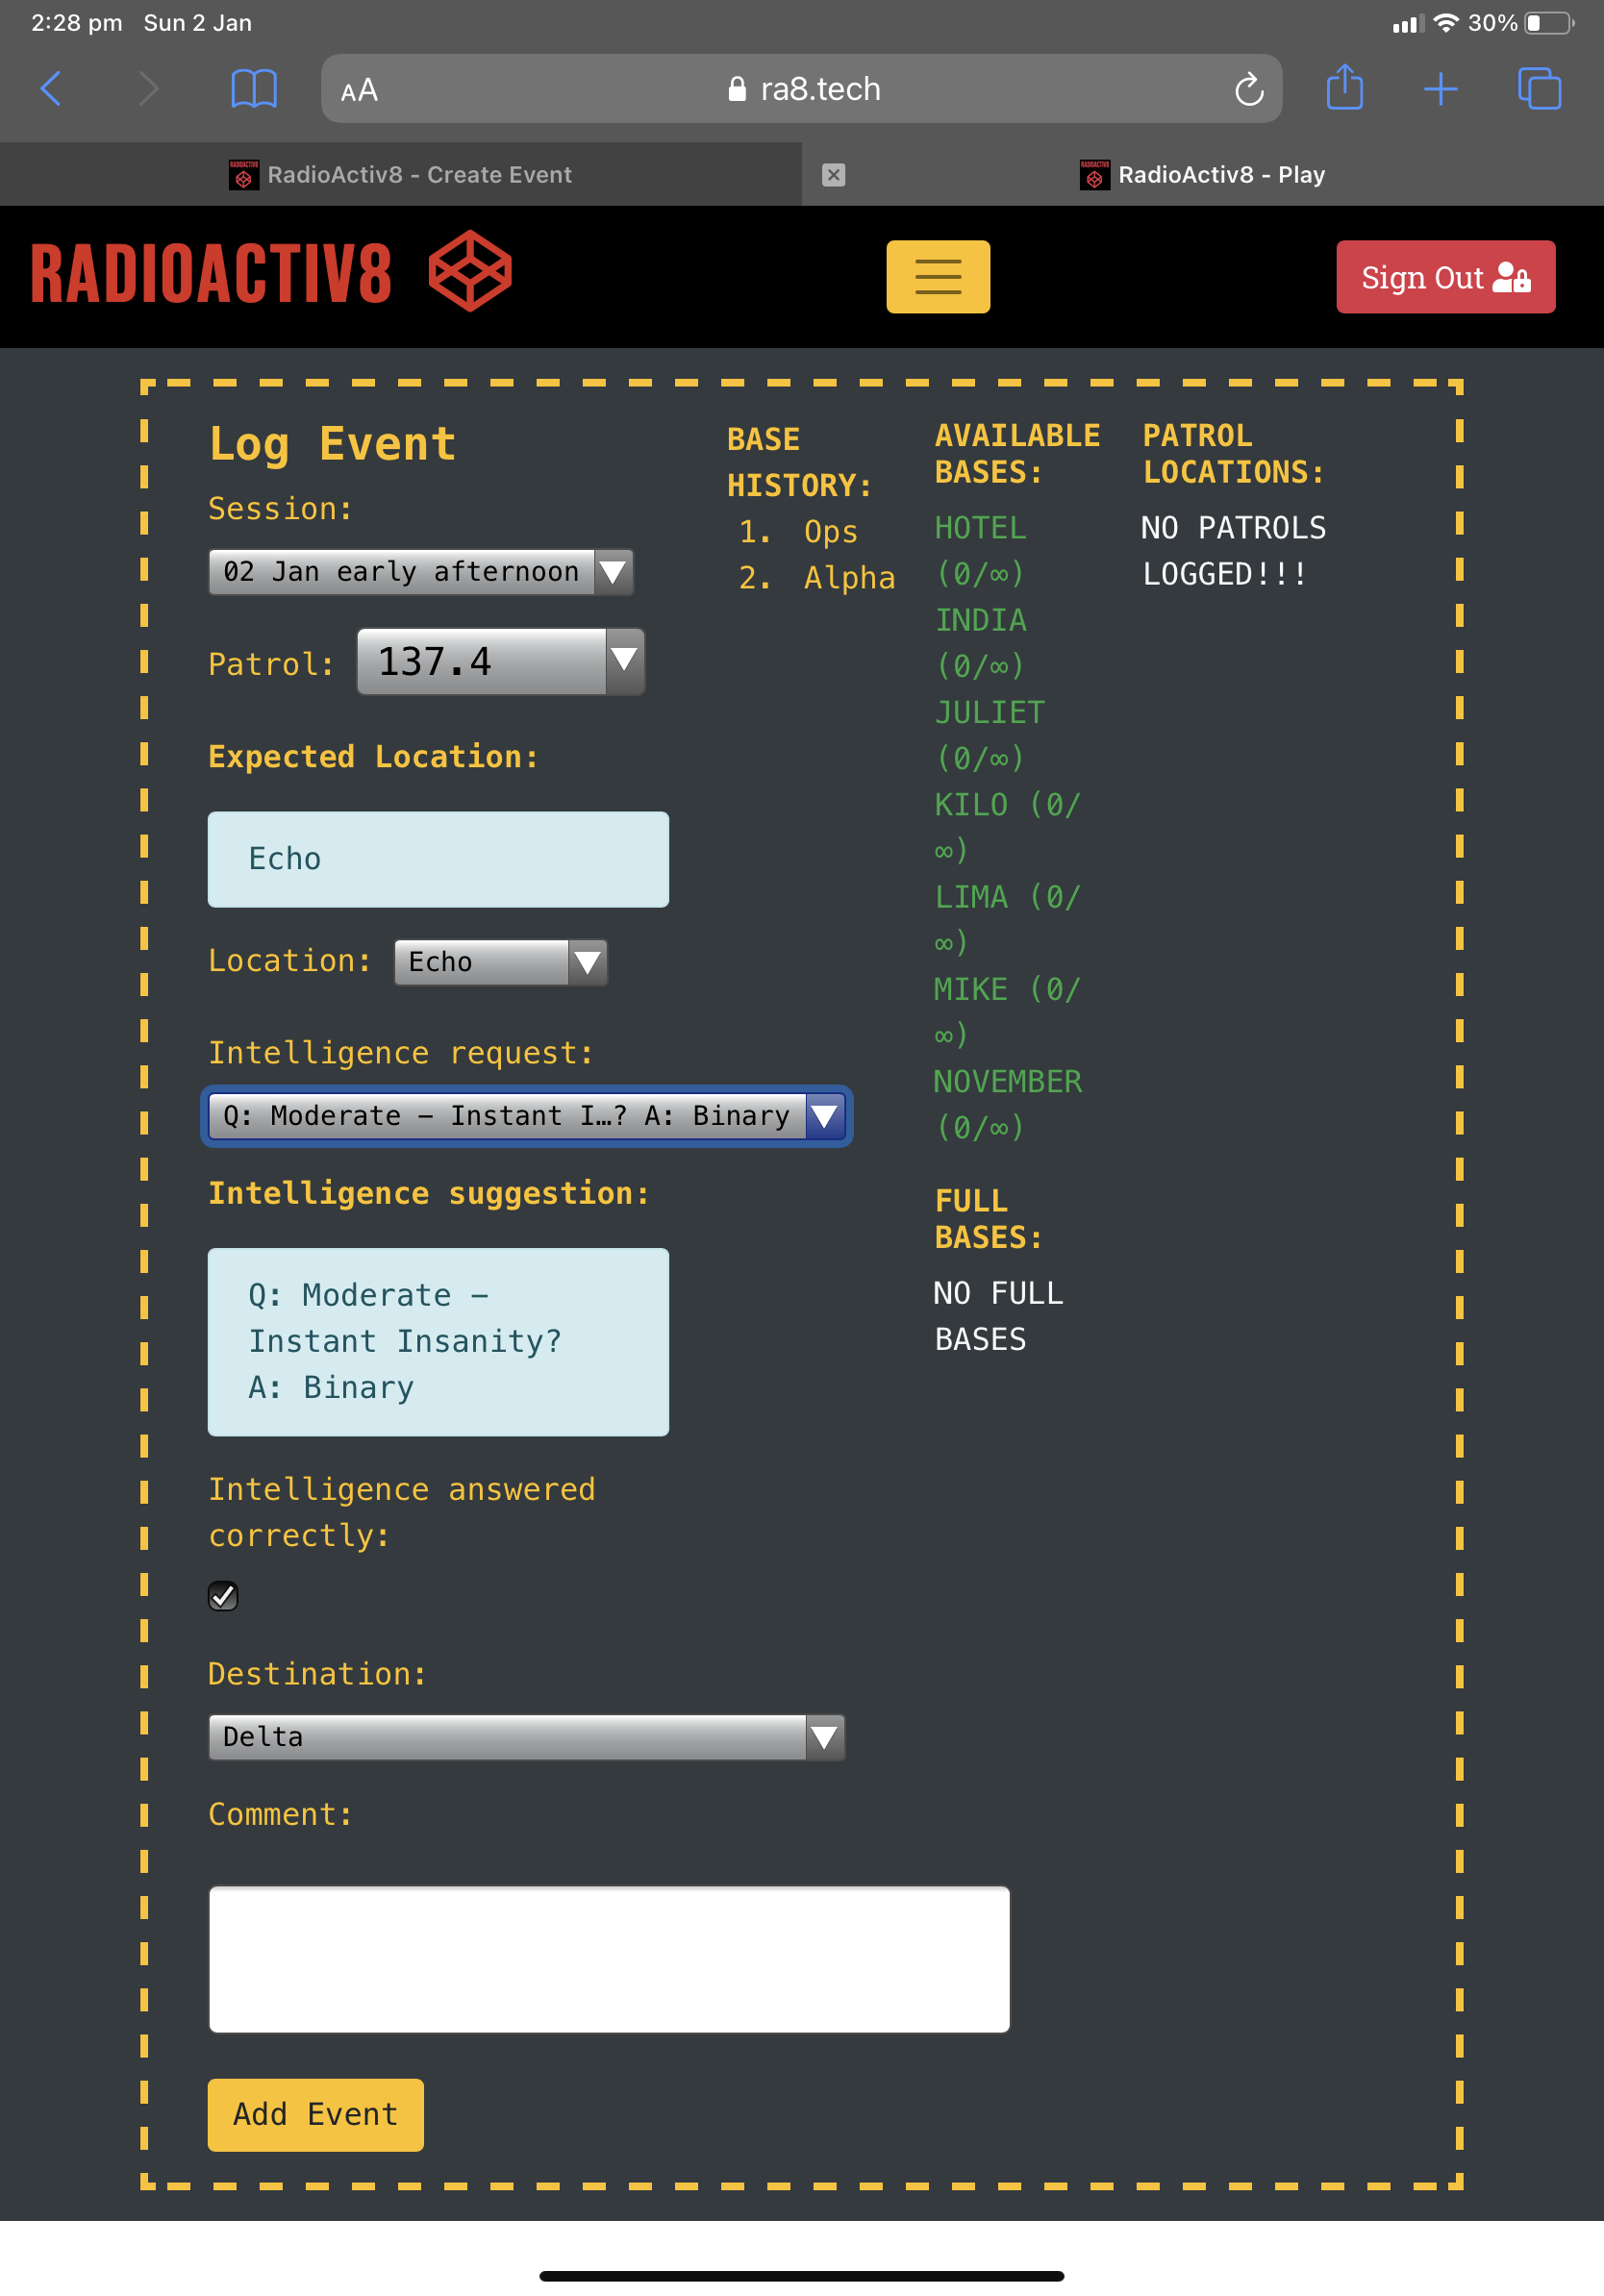 2:28 pm Sun 2 Jan
30%
AA
ra8.tech
RadioActiv8 - Create Event
RadioActiv8 - Play
RADIOACTIV8
Sign Out
Log Event
Session:
02 Jan early afternoon
Patrol: 137.4
Expected Location:
Echo
Location: Echo
Intelligence request:
Q: Moderate – Instant I…? A: Binary
Intelligence suggestion:
Q: Moderate –
Instant Insanity?
A: Binary
Intelligence answered
correctly:
Destination:
Delta
Comment:
Add Event
BASE
HISTORY:
1. Ops
2. Alpha
AVAILABLE
BASES:
HOTEL
(0/∞)
INDIA
(0/∞)
JULIET
(0/∞)
KILO (0/
∞)
LIMA (0/
∞)
MIKE (0/
∞)
NOVEMBER
(0/∞)
FULL
BASES:
NO FULL
BASES
PATROL
LOCATIONS:
NO PATROLS
LOGGED!!!